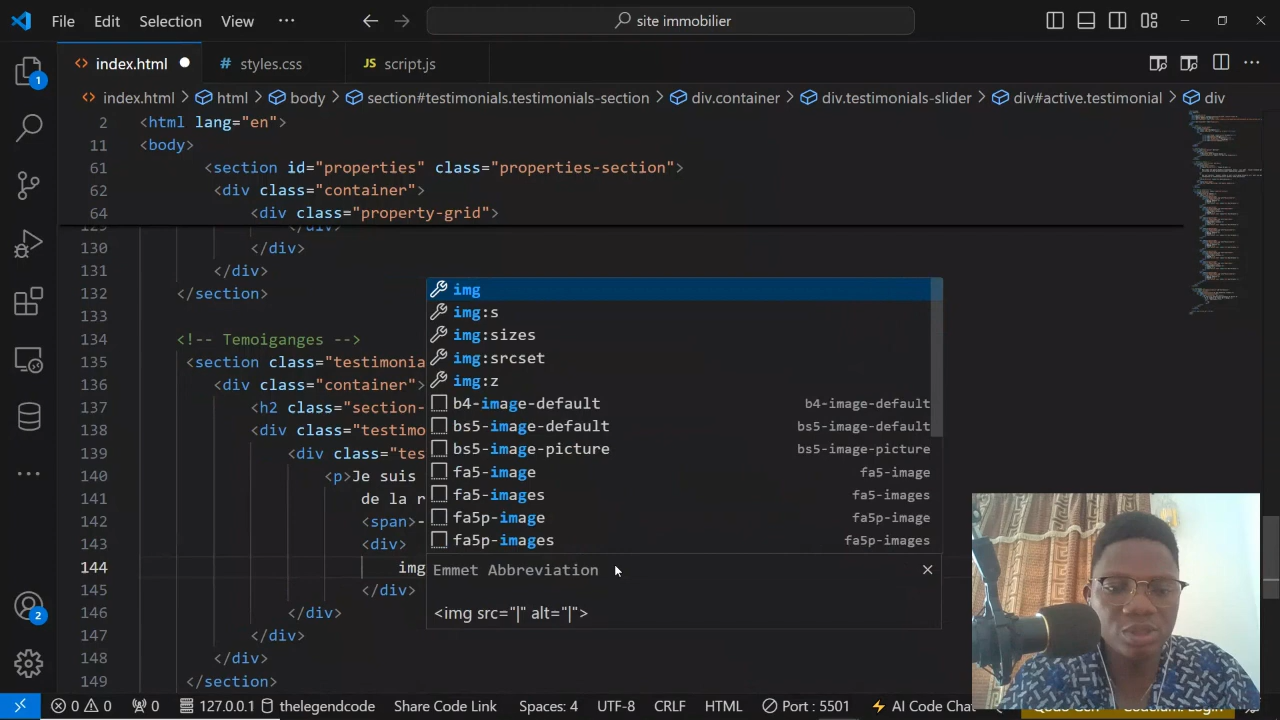 File Edit Selection View ··· site immobilier
index.html styles.css JS script.js
index.html > html > body > section#testimonials.testimonials-section > div.container > div.testimonials-slider > div#active.testimonial > div
2 <html lang="en">
11 <body>
61 <section id="properties" class="properties-section">
62 <div class="container">
64 <div class="property-grid">
129 </div>
130 </div>
131 </div>
132 </section>
133
134 <!-- Temoiganges -->
135 <section class="testimonia
136 <div class="container">
137 <h2 class="section-
138 <div class="testimo
139 <div class="tes
140 <p>Je suis
141 de la r
142 <span>-
143 <div>
144 img
145 </div>
146 </div>
147 </div>
148 </div>
149 </section>
img
img:s
img:sizes
img:srcset
img:z
b4-image-default b4-image-default
bs5-image-default bs5-image-default
bs5-image-picture bs5-image-picture
fa5-image fa5-image
fa5-images fa5-images
fa5p-image fa5p-image
fa5p-images fa5p-images
Emmet Abbreviation
<img src="|" alt="|">
1
2
0 0 0 127.0.0.1 thelegendcode Share Code Link Spaces: 4 UTF-8 CRLF HTML Port : 5501 AI Code Cha